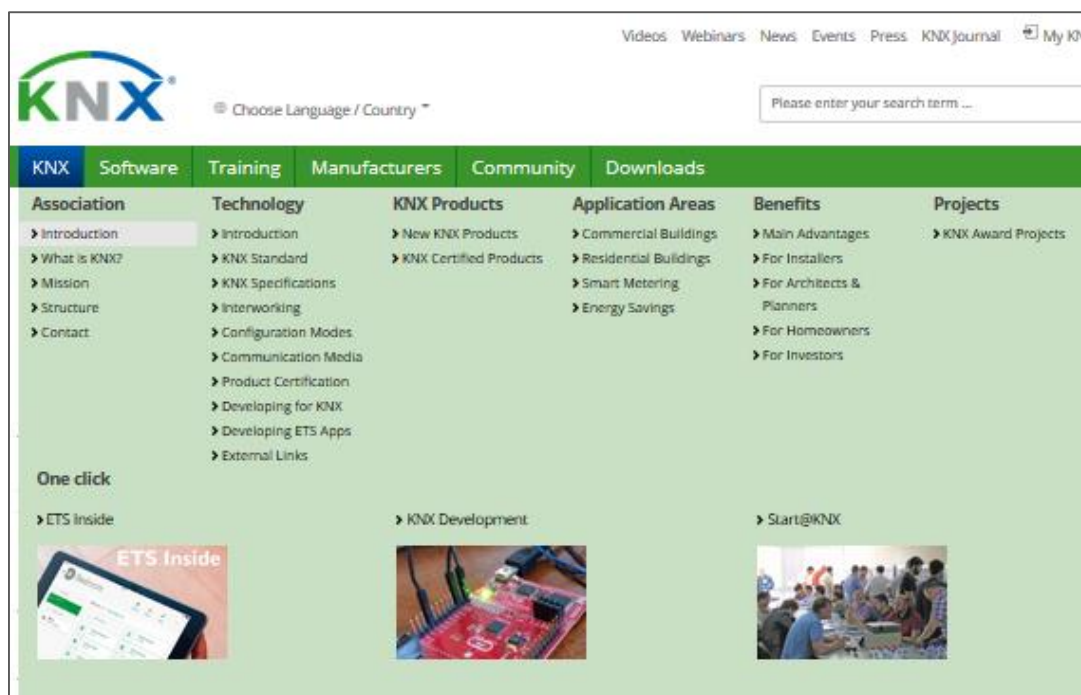 Videos Webinars News Events Press KNX Journal My KN
KNX®
Choose Language / Country
Please enter your search term ...
KNX Software Training Manufacturers Community Downloads
Association
Introduction
What is KNX?
Mission
Structure
Contact
Technology
Introduction
KNX Standard
KNX Specifications
Interworking
Configuration Modes
Communication Media
Product Certification
Developing for KNX
Developing ETS Apps
External Links
KNX Products
New KNX Products
KNX Certified Products
Application Areas
Commercial Buildings
Residential Buildings
Smart Metering
Energy Savings
Benefits
Main Advantages
For Installers
For Architects &
Planners
For Homeowners
For Investors
Projects
KNX Award Projects
One click
ETS Inside
KNX Development
Start@KNX
ETS Inside